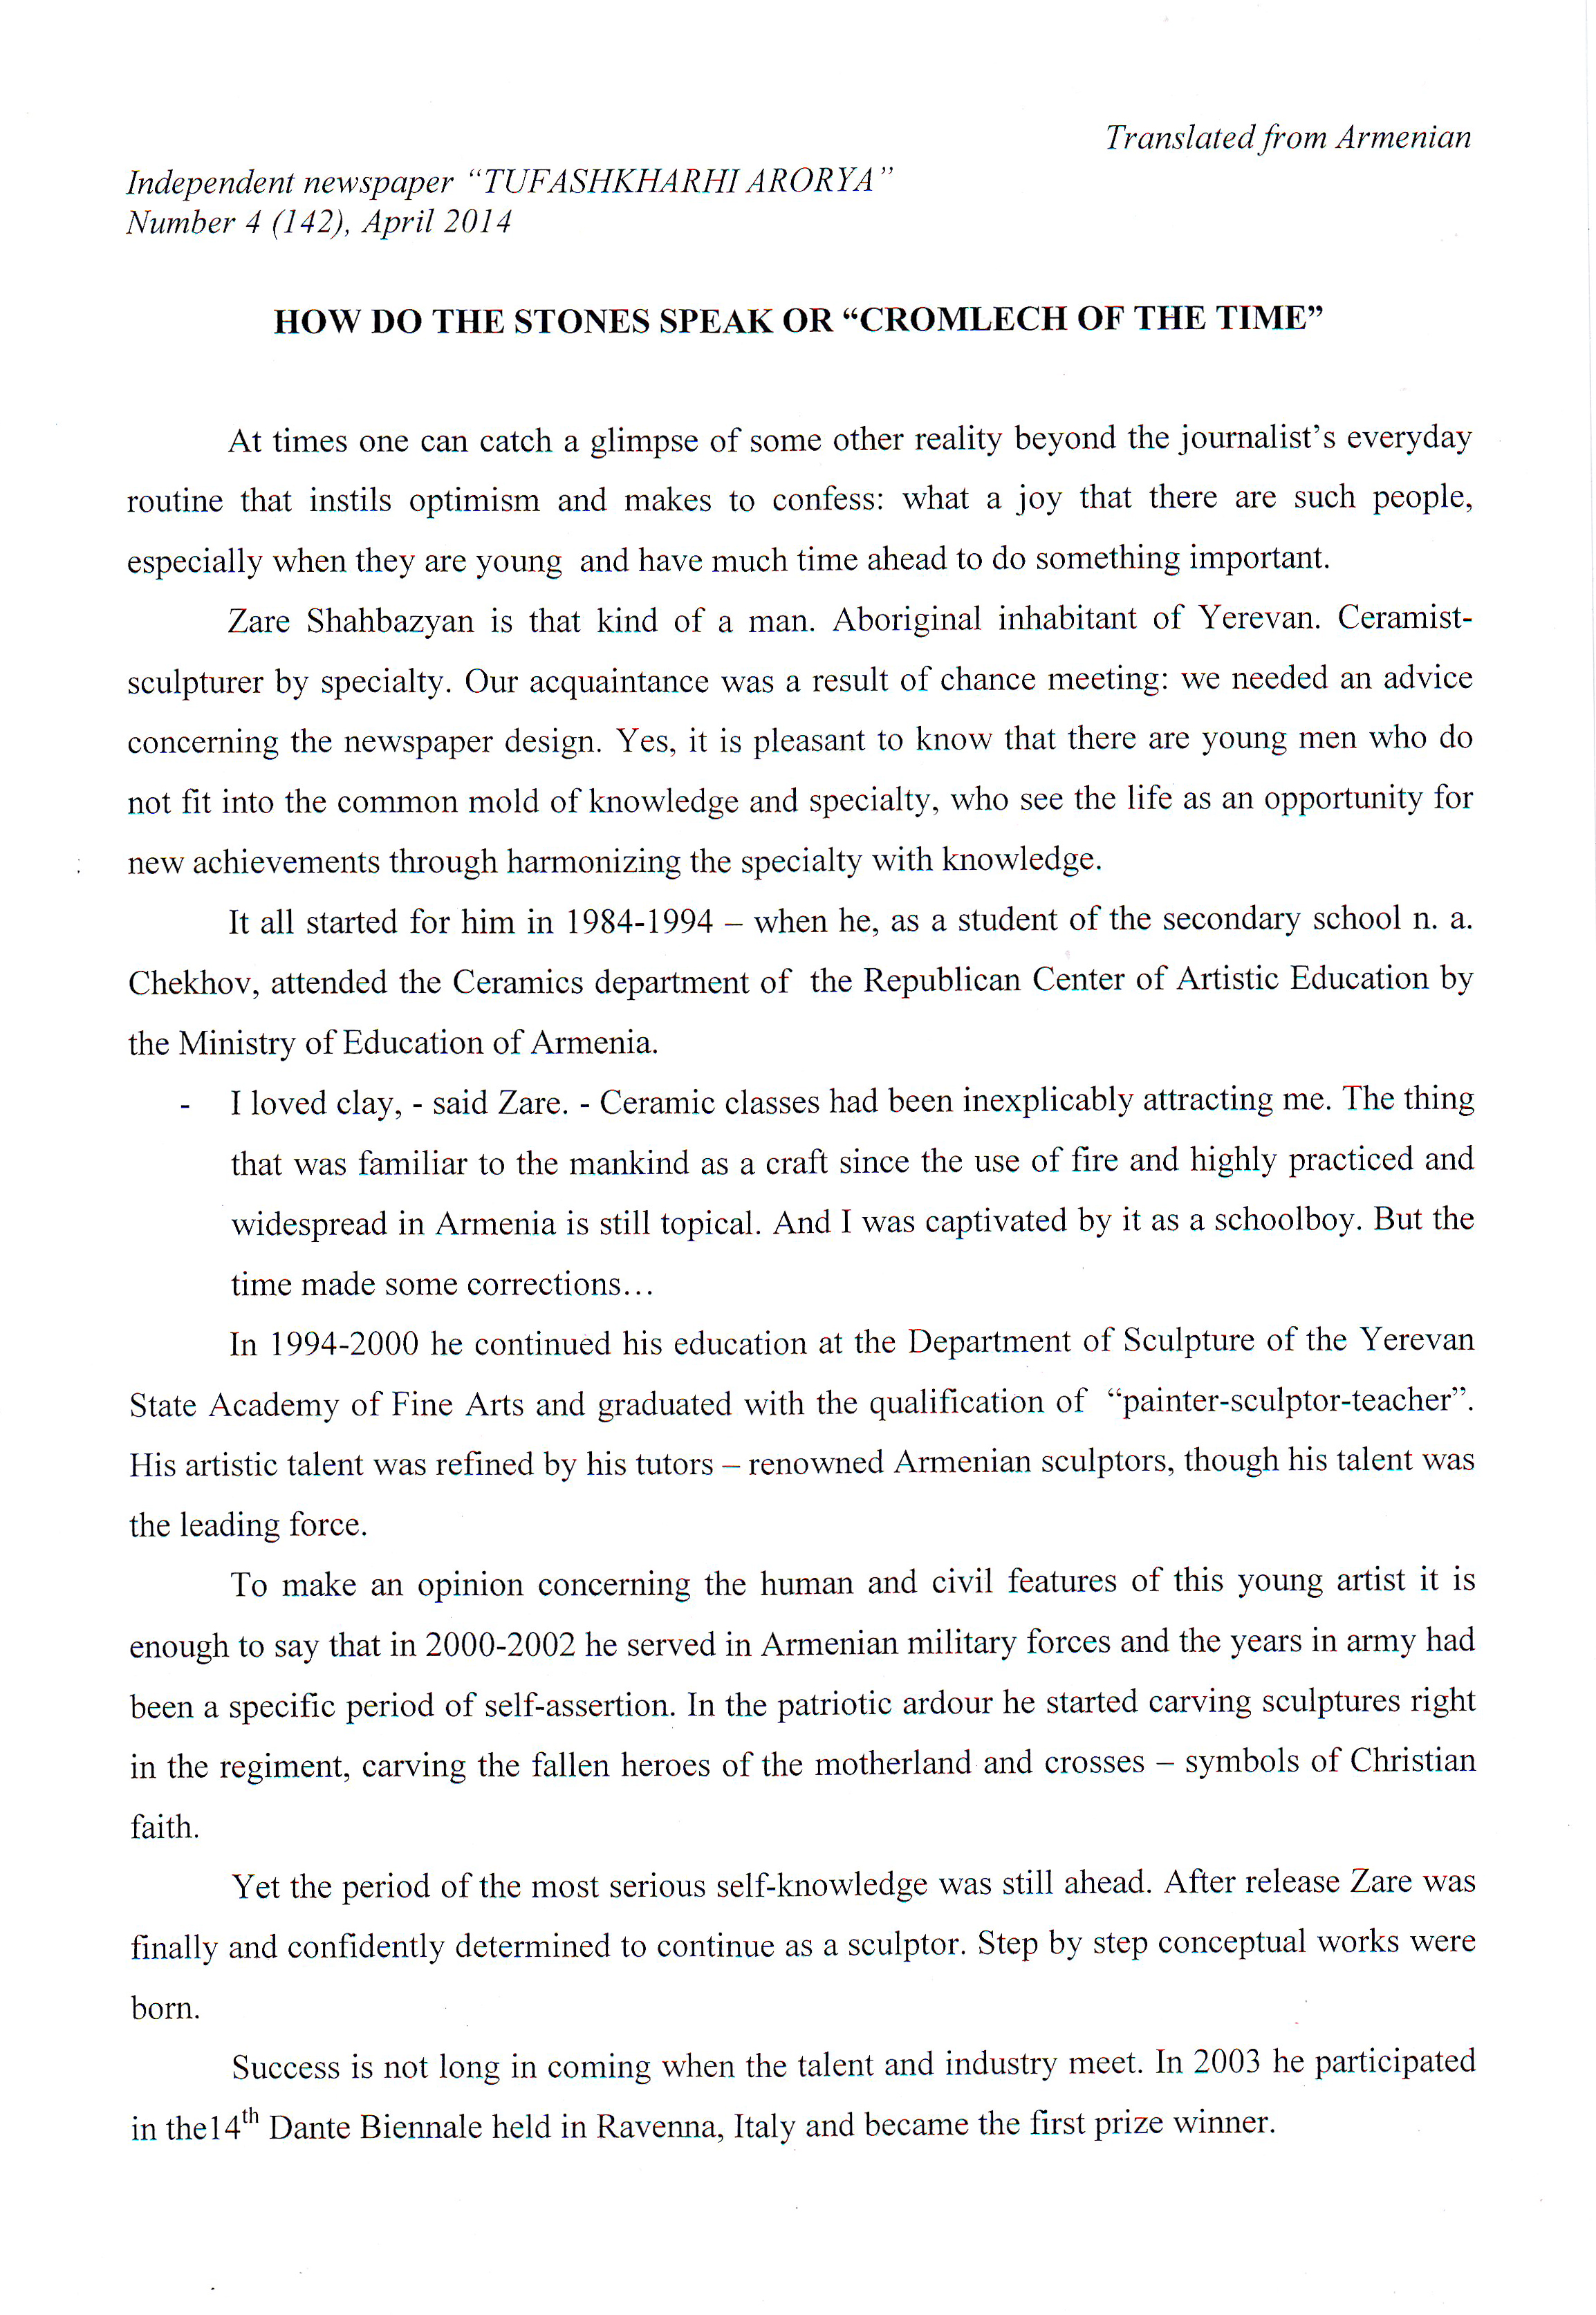 Translated from Armenian
Independent newspaper “TUFASHKHARHI ARORYA”
Number 4 (142), April 2014
HOW DO THE STONES SPEAK OR “CROMLECH OF THE TIME”
At times one can catch a glimpse of some other reality beyond the journalist’s everyday
routine that instils optimism and makes to confess: what a joy that there are such people,
especially when they are young and have much time ahead to do something important.
Zare Shahbazyan is that kind of a man. Aboriginal inhabitant of Yerevan. Ceramist-
sculpturer by specialty. Our acquaintance was a result of chance meeting: we needed an advice
concerning the newspaper design. Yes, it is pleasant to know that there are young men who do
not fit into the common mold of knowledge and specialty, who see the life as an opportunity for
new achievements through harmonizing the specialty with knowledge.
It all started for him in 1984-1994 – when he, as a student of the secondary school n. a.
Chekhov, attended the Ceramics department of the Republican Center of Artistic Education by
the Ministry of Education of Armenia.
- I loved clay, - said Zare. - Ceramic classes had been inexplicably attracting me. The thing
that was familiar to the mankind as a craft since the use of fire and highly practiced and
widespread in Armenia is still topical. And I was captivated by it as a schoolboy. But the
time made some corrections…
In 1994-2000 he continued his education at the Department of Sculpture of the Yerevan
State Academy of Fine Arts and graduated with the qualification of “painter-sculptor-teacher”.
His artistic talent was refined by his tutors – renowned Armenian sculptors, though his talent was
the leading force.
To make an opinion concerning the human and civil features of this young artist it is
enough to say that in 2000-2002 he served in Armenian military forces and the years in army had
been a specific period of self-assertion. In the patriotic ardour he started carving sculptures right
in the regiment, carving the fallen heroes of the motherland and crosses – symbols of Christian
faith.
Yet the period of the most serious self-knowledge was still ahead. After release Zare was
finally and confidently determined to continue as a sculptor. Step by step conceptual works were
born.
Success is not long in coming when the talent and industry meet. In 2003 he participated
in the14th Dante Biennale held in Ravenna, Italy and became the first prize winner.